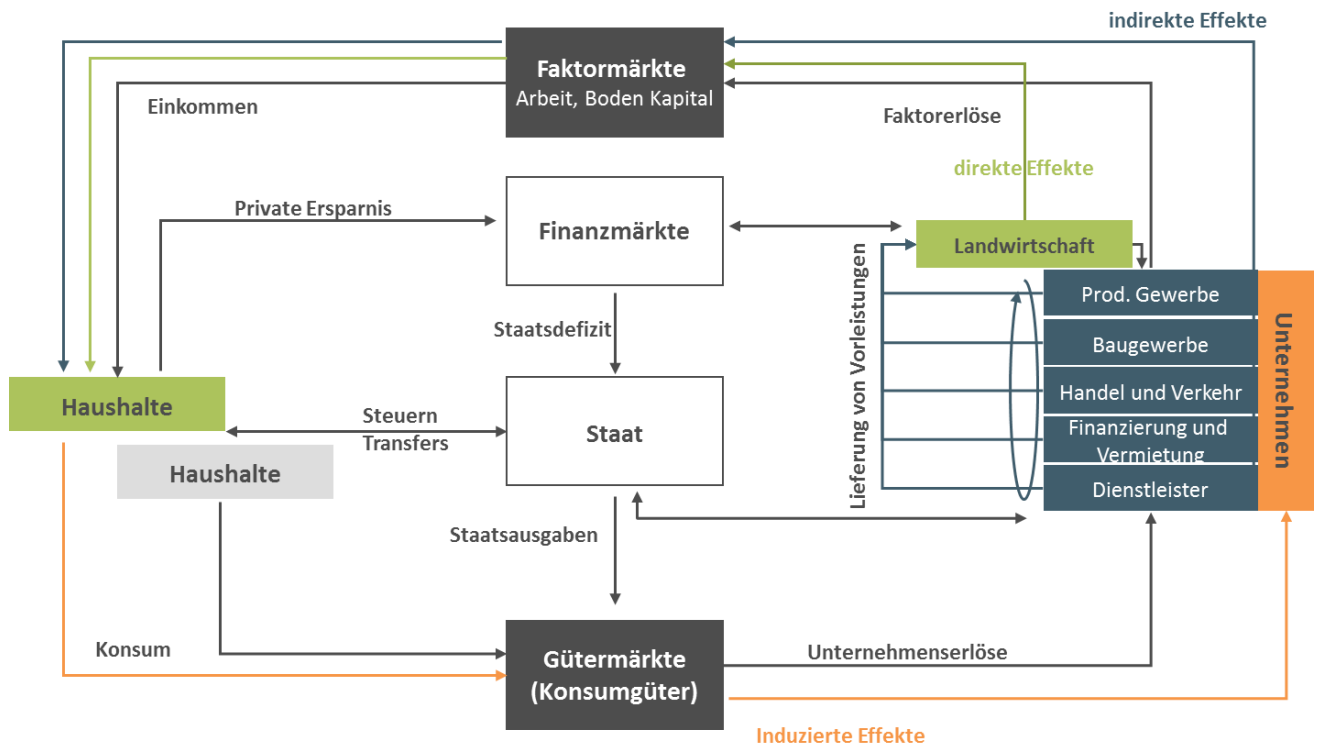 indirekte Effekte
Faktormärkte
Arbeit, Boden Kapital
Einkommen
Faktorerlöse
direkte Effekte
Private Ersparnis
Finanzmärkte
Landwirtschaft
Lieferung von Vorleistungen
Prod. Gewerbe
Baugewerbe
Handel und Verkehr
Finanzierung und
Vermietung
Dienstleister
Unternehmen
Staatsdefizit
Haushalte
Steuern
Transfers
Staat
Haushalte
Staatsausgaben
Konsum
Gütermärkte
(Konsumgüter)
Unternehmenserlöse
Induzierte Effekte